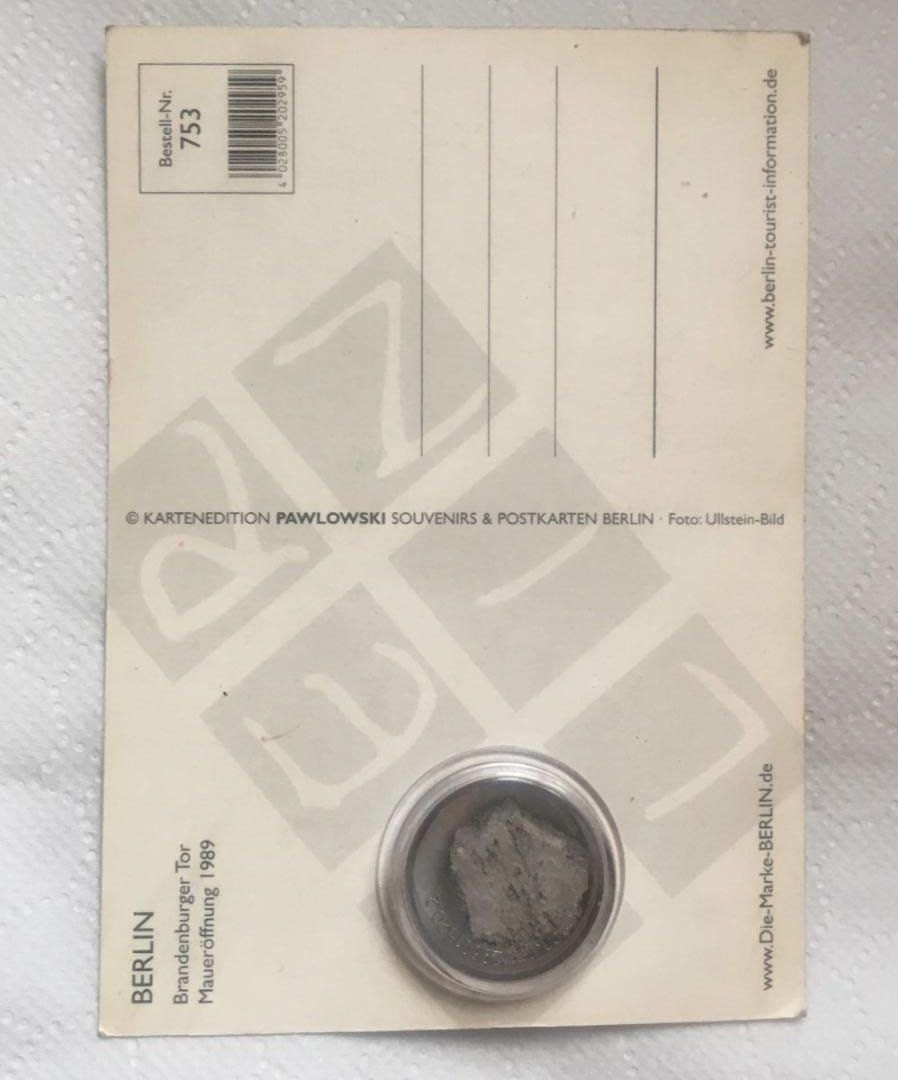 BERLIN
Brandenburger Tor
Maueröffnung 1989
Bestell-Nr.
753
4 028005 202959
© KARTENEDITION PAWLOWSKI SOUVENIRS & POSTKARTEN BERLIN · Foto: Ullstein-Bild
BERLIN
www.Die-Marke-BERLIN.de
www.berlin-tourist-information.de